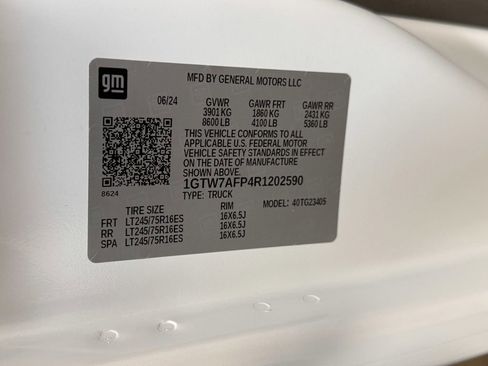 gm
MFD BY GENERAL MOTORS LLC
06/24 GVWR GAWR FRT GAWR RR
3901 KG 1860 KG 2431 KG
8600 LB 4100 LB 5360 LB
THIS VEHICLE CONFORMS TO ALL
APPLICABLE U.S. FEDERAL MOTOR
VEHICLE SAFETY STANDARDS IN EFFECT
ON THE DATE OF MANUFACTURE
SHOWN ABOVE.
1GTW7AFP4R1202590
8624
TYPE: TRUCK MODEL: 40TG23405
TIRE SIZE RIM
FRT LT245/75R16ES 16X6.5J
RR LT245/75R16ES 16X6.5J
SPA LT245/75R16ES 16X6.5J